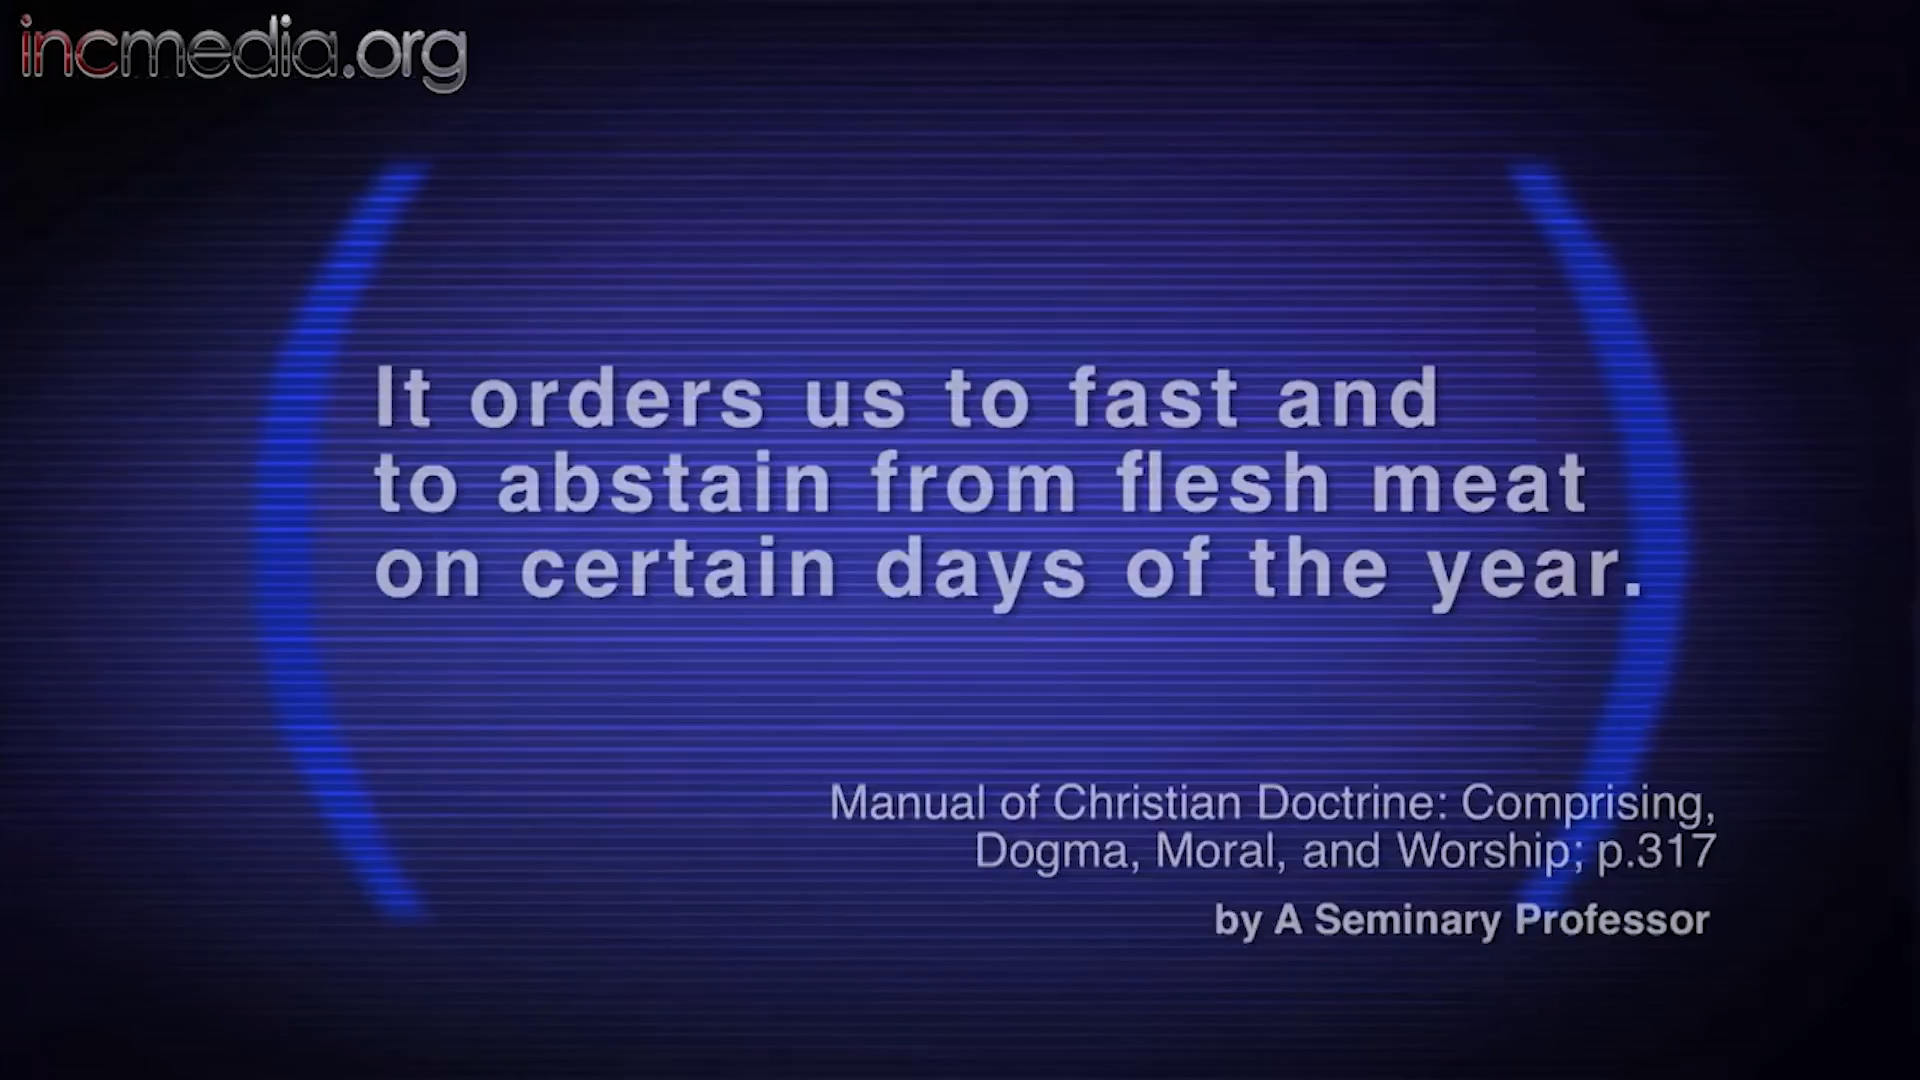 incmedia.org
It orders us to fast and
to abstain from flesh meat
on certain days of the year.
Manual of Christian Doctrine: Comprising,
Dogma, Moral, and Worship; p.317
by A Seminary Professor